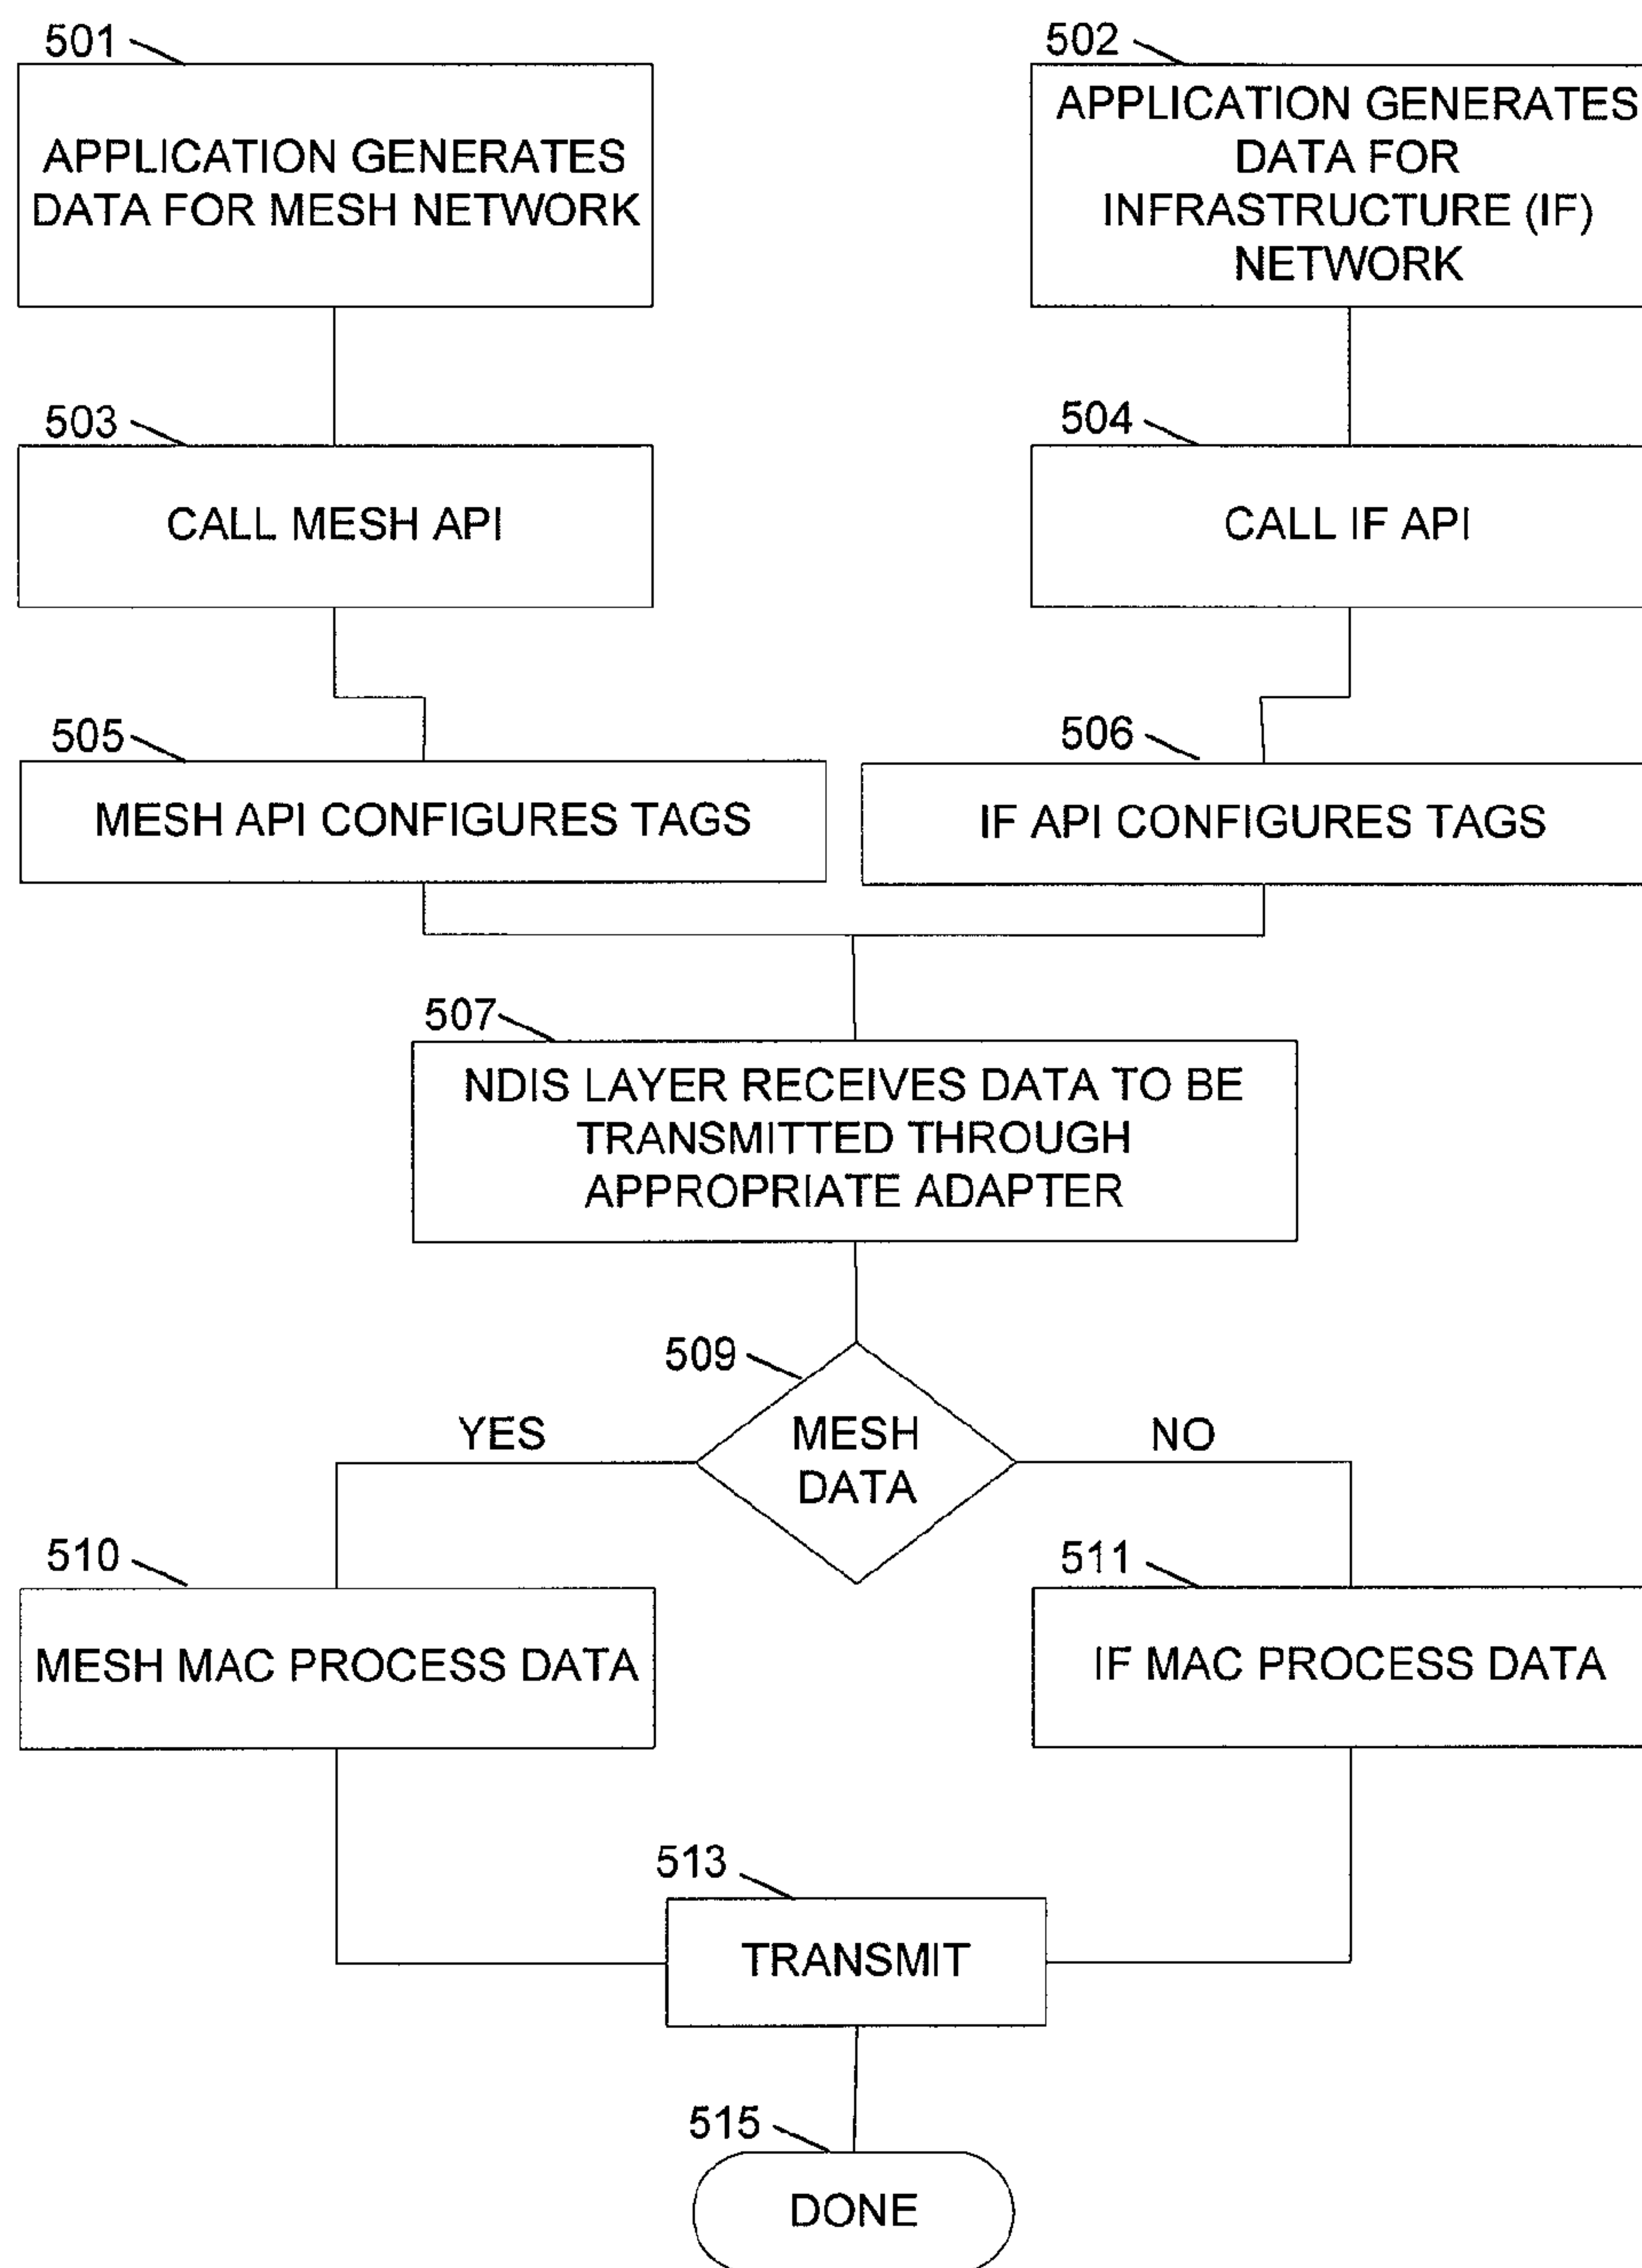 501
APPLICATION GENERATES
DATA FOR MESH NETWORK
502
APPLICATION GENERATES
DATA FOR
INFRASTRUCTURE (IF)
NETWORK
503
CALL MESH API
504
CALL IF API
505
MESH API CONFIGURES TAGS
506
IF API CONFIGURES TAGS
507
NDIS LAYER RECEIVES DATA TO BE
TRANSMITTED THROUGH
APPROPRIATE ADAPTER
509
MESH
DATA
YES
NO
510
MESH MAC PROCESS DATA
511
IF MAC PROCESS DATA
513
TRANSMIT
515
DONE